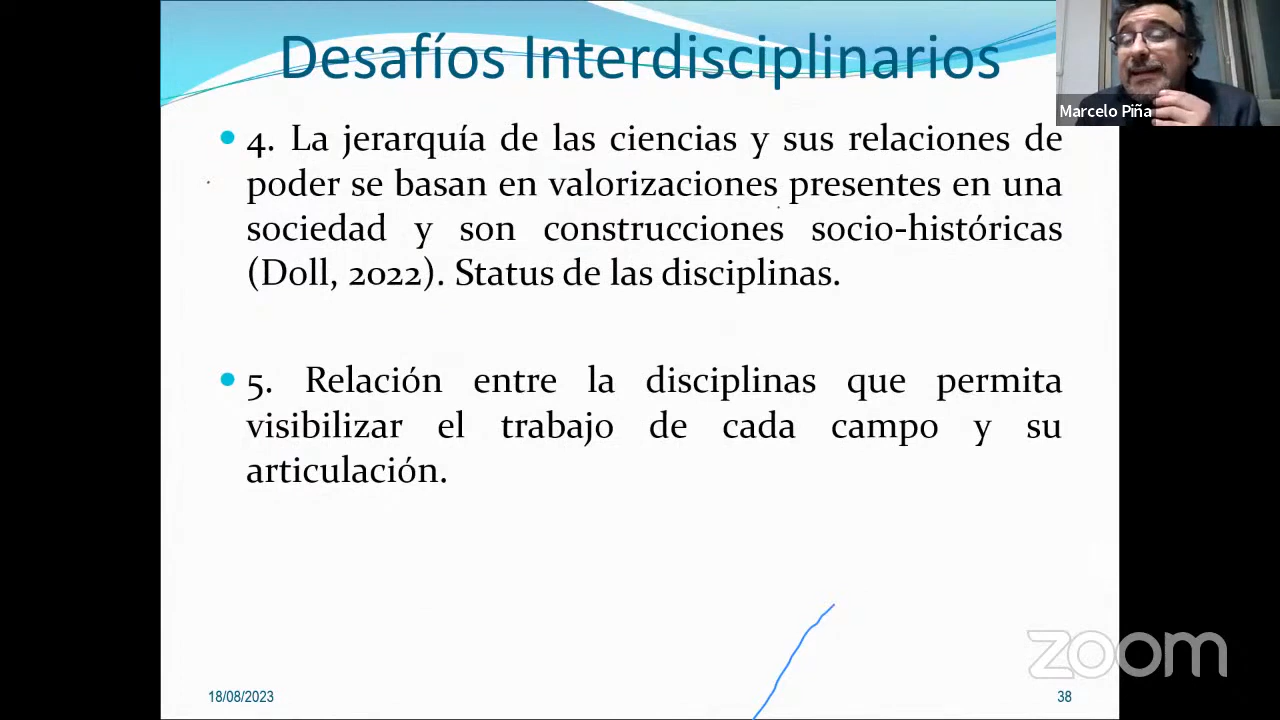 Desafíos Interdisciplinarios
Marcelo Piña
4. La jerarquía de las ciencias y sus relaciones de
poder se basan en valorizaciones presentes en una
sociedad y son construcciones socio-históricas
(Doll, 2022). Status de las disciplinas.
5. Relación entre la disciplinas que permita
visibilizar el trabajo de cada campo y su
articulación.
zoom
18/08/2023
38